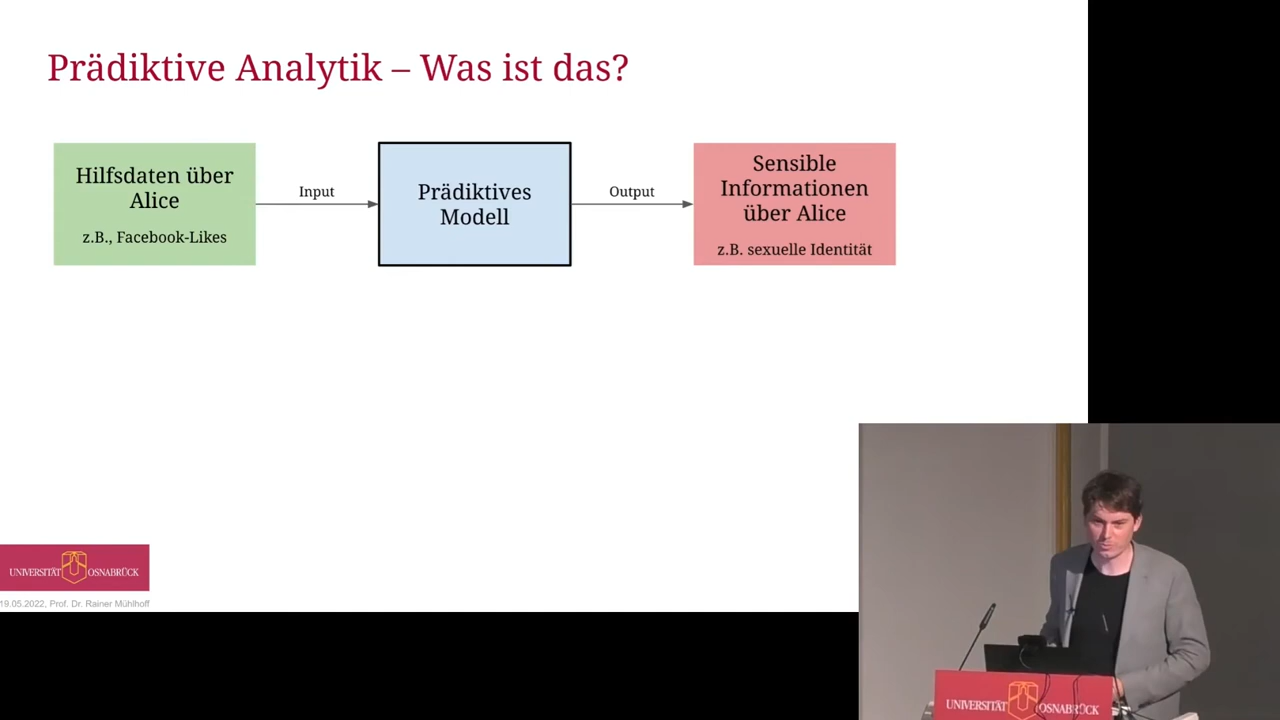 Prädiktive Analytik – Was ist das?
Hilfsdaten über
Alice
z.B., Facebook-Likes
Input
Prädiktives
Modell
Output
Sensible
Informationen
über Alice
z.B. sexuelle Identität
UNIVERSITÄT OSNABRÜCK
19.05.2022, Prof. Dr. Rainer Mühlhoff
UNIVERSITÄT OSNABRÜCK